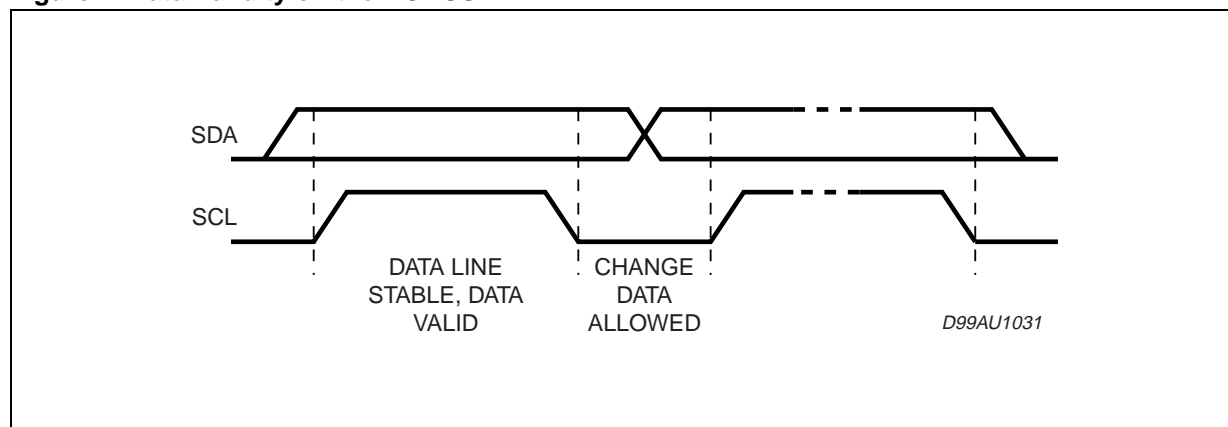 SDA
SCL
DATA LINE
STABLE, DATA
VALID
CHANGE
DATA
ALLOWED
D99AU1031